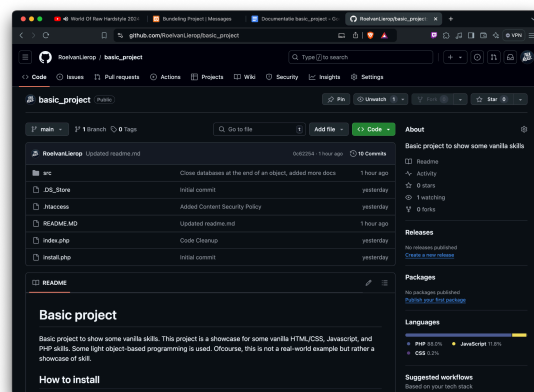 World Of Raw Hardstyle 202
Bundeling Project | Messages
Documentatie basic_project - G
RoelvanLierop/basic_project
github.com/RoelvanLierop/basic_project
VPN
RoelvanLierop / basic_project
Type / to search
Code
Issues
Pull requests
Actions
Projects
Wiki
Security
Insights
Settings
basic_project
Public
Pin
Unwatch 1
Fork 0
Star 0
main
1 Branch
0 Tags
Go to file
t
Add file
Code
RoelvanLierop Updated readme.md
0c62254 · 1 hour ago
10 Commits
src
Close databases at the end of an object, added more docs
1 hour ago
.DS_Store
Initial commit
yesterday
.htaccess
Added Content Security Policy
yesterday
README.MD
Updated readme.md
1 hour ago
index.php
Code Cleanup
yesterday
install.php
Initial commit
yesterday
README
Basic project
Basic project to show some vanilla skills. This project is a showcase for some vanilla HTML/CSS, Javascript, and
PHP skills. Some light object-based programming is used. Ofcourse, this is not a real-world example but rather a
showcase of skill.
How to install
About
Basic project to show some vanilla skills
Readme
Activity
0 stars
1 watching
0 forks
Releases
No releases published
Create a new release
Packages
No packages published
Publish your first package
Languages
PHP 88.0%
JavaScript 11.8%
CSS 0.2%
Suggested workflows
Based on your tech stack